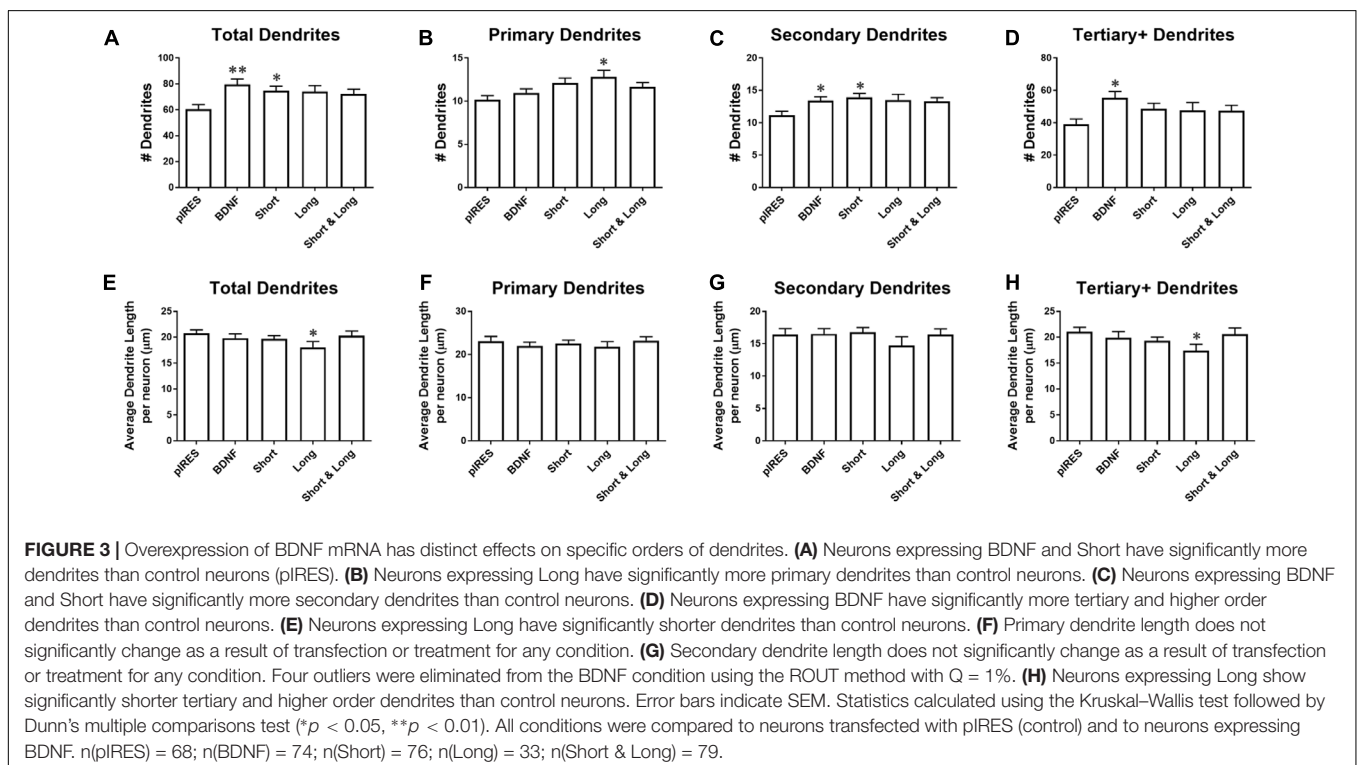 A
Total Dendrites
# Dendrites
100
80
60
40
20
0
**
*
pIRES
BDNF
Short
Long
Short & Long
B
Primary Dendrites
# Dendrites
15
10
5
0
*
pIRES
BDNF
Short
Long
Short & Long
C
Secondary Dendrites
# Dendrites
20
15
10
5
0
*
*
pIRES
BDNF
Short
Long
Short & Long
D
Tertiary+ Dendrites
# Dendrites
80
60
40
20
0
*
pIRES
BDNF
Short
Long
Short & Long
E
Total Dendrites
Average Dendrite Length
per neuron (μm)
25
20
15
10
5
0
*
pIRES
BDNF
Short
Long
Short & Long
F
Primary Dendrites
Average Dendrite Length
per neuron (μm)
30
20
10
0
pIRES
BDNF
Short
Long
Short & Long
G
Secondary Dendrites
Average Dendrite Length
per neuron (μm)
20
15
10
5
0
pIRES
BDNF
Short
Long
Short & Long
H
Tertiary+ Dendrites
Average Dendrite Length
per neuron (μm)
25
20
15
10
5
0
*
pIRES
BDNF
Short
Long
Short & Long
FIGURE 3 | Overexpression of BDNF mRNA has distinct effects on specific orders of dendrites. (A) Neurons expressing BDNF and Short have significantly more
dendrites than control neurons (pIRES). (B) Neurons expressing Long have significantly more primary dendrites than control neurons. (C) Neurons expressing BDNF
and Short have significantly more secondary dendrites than control neurons. (D) Neurons expressing BDNF have significantly more tertiary and higher order
dendrites than control neurons. (E) Neurons expressing Long have significantly shorter dendrites than control neurons. (F) Primary dendrite length does not
significantly change as a result of transfection or treatment for any condition. (G) Secondary dendrite length does not significantly change as a result of transfection
or treatment for any condition. Four outliers were eliminated from the BDNF condition using the ROUT method with Q = 1%. (H) Neurons expressing Long show
significantly shorter tertiary and higher order dendrites than control neurons. Error bars indicate SEM. Statistics calculated using the Kruskal–Wallis test followed by
Dunn's multiple comparisons test (*p < 0.05, **p < 0.01). All conditions were compared to neurons transfected with pIRES (control) and to neurons expressing
BDNF. n(pIRES) = 68; n(BDNF) = 74; n(Short) = 76; n(Long) = 33; n(Short & Long) = 79.